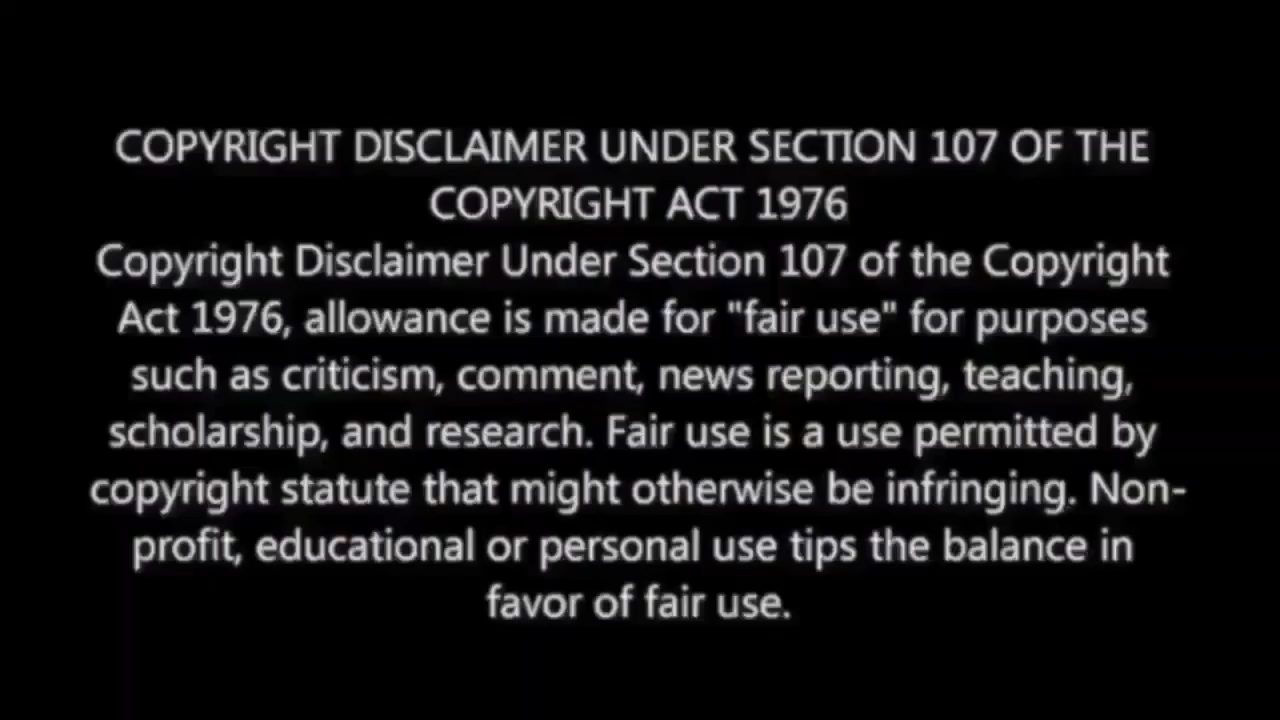 COPYRIGHT DISCLAIMER UNDER SECTION 107 OF THE
COPYRIGHT ACT 1976
Copyright Disclaimer Under Section 107 of the Copyright
Act 1976, allowance is made for "fair use" for purposes
such as criticism, comment, news reporting, teaching,
scholarship, and research. Fair use is a use permitted by
copyright statute that might otherwise be infringing. Non-
profit, educational or personal use tips the balance in
favor of fair use.